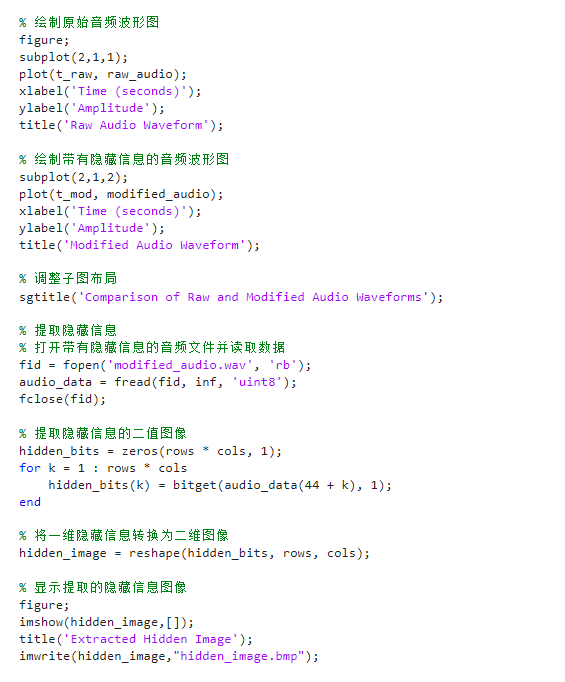 % 绘制原始音频波形图
figure;
subplot(2,1,1);
plot(t_raw, raw_audio);
xlabel('Time (seconds)');
ylabel('Amplitude');
title('Raw Audio Waveform');
% 绘制带有隐藏信息的音频波形图
subplot(2,1,2);
plot(t_mod, modified_audio);
xlabel('Time (seconds)');
ylabel('Amplitude');
title('Modified Audio Waveform');
% 调整子图布局
sgtitle('Comparison of Raw and Modified Audio Waveforms');
% 提取隐藏信息
% 打开带有隐藏信息的音频文件并读取数据
fid = fopen('modified_audio.wav', 'rb');
audio_data = fread(fid, inf, 'uint8');
fclose(fid);
% 提取隐藏信息的二值图像
hidden_bits = zeros(rows * cols, 1);
for k = 1 : rows * cols
    hidden_bits(k) = bitget(audio_data(44 + k), 1);
end
% 将一维隐藏信息转换为二维图像
hidden_image = reshape(hidden_bits, rows, cols);
% 显示提取的隐藏信息图像
figure;
imshow(hidden_image,[]);
title('Extracted Hidden Image');
imwrite(hidden_image,"hidden_image.bmp");